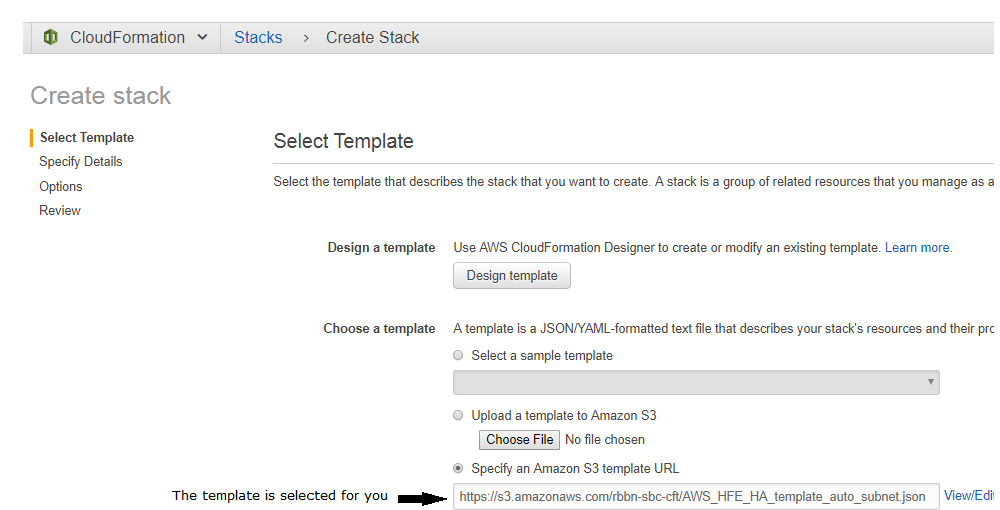 CloudFormation Stacks > Create Stack
Create stack
Select Template
Specify Details
Options
Review
Select Template
Select the template that describes the stack that you want to create. A stack is a group of related resources that you manage as a
Design a template Use AWS CloudFormation Designer to create or modify an existing template. Learn more.
Design template
Choose a template A template is a JSON/YAML-formatted text file that describes your stack's resources and their pro
Select a sample template
Upload a template to Amazon S3
Choose File No file chosen
Specify an Amazon S3 template URL
The template is selected for you https://s3.amazonaws.com/rbbn-sbc-cft/AWS_HFE_HA_template_auto_subnet.json View/Edi